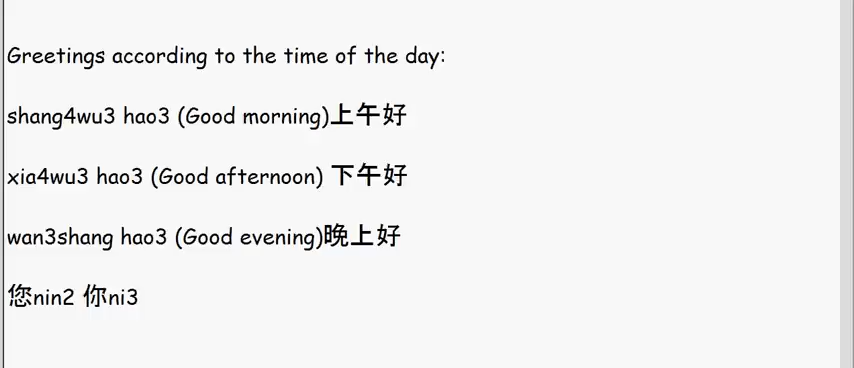 Greetings according to the time of the day:
shang4wu3 hao3 (Good morning)上午好
xia4wu3 hao3 (Good afternoon) 下午好
wan3shang hao3 (Good evening)晚上好
您nin2 你ni3